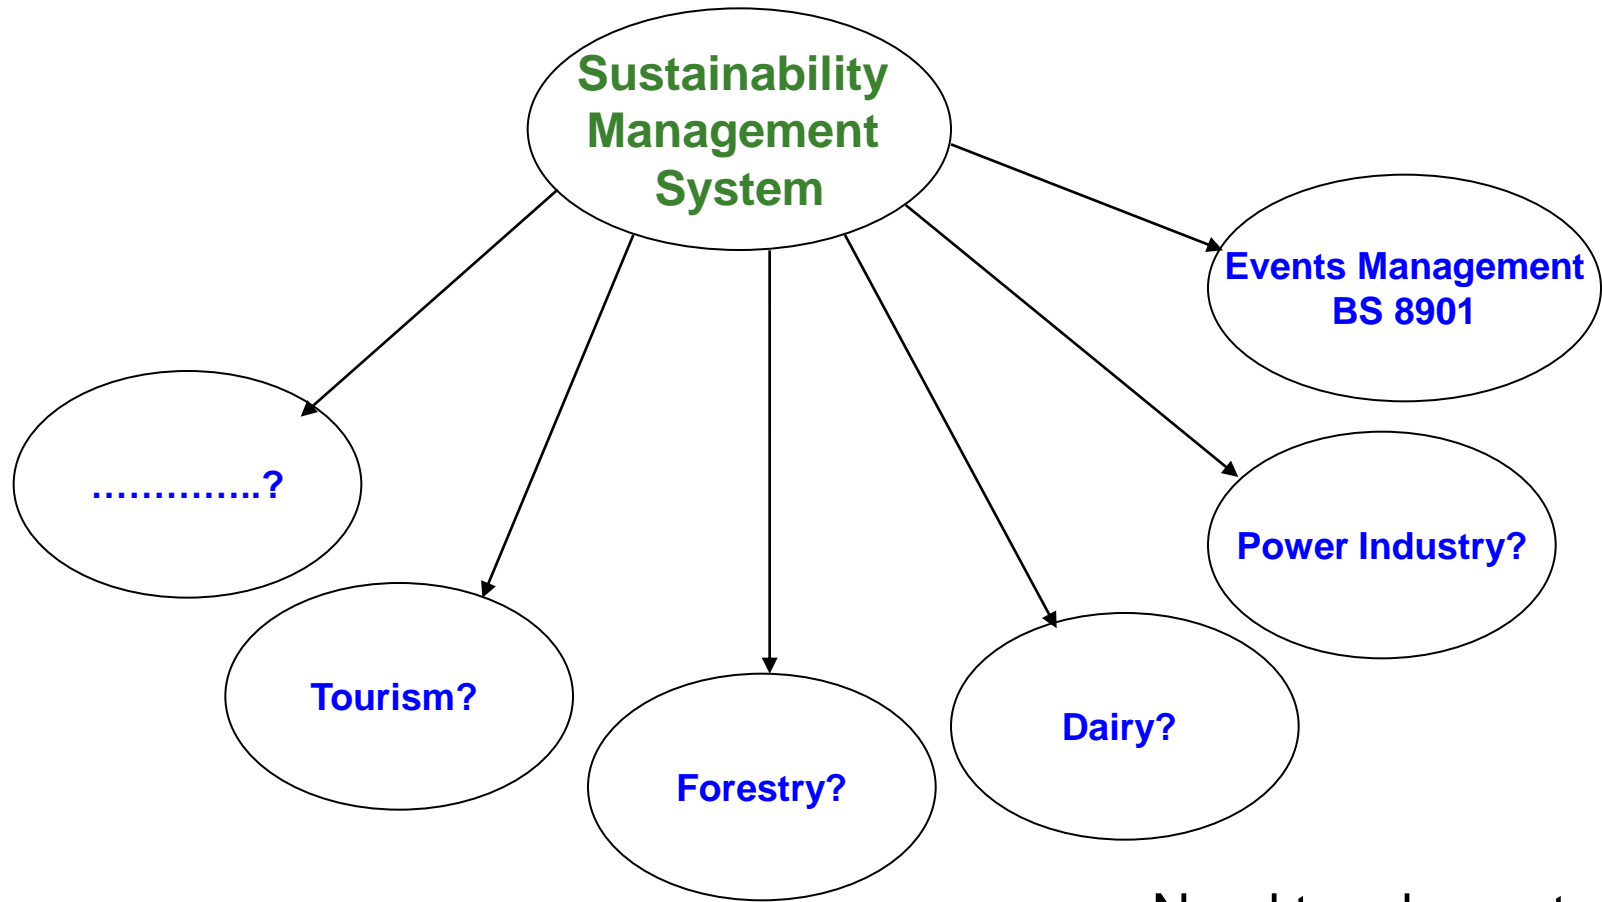 Sustainability
Management
System
Events Management
BS 8901
…………..?
Power Industry?
Tourism?
Dairy?
Forestry?